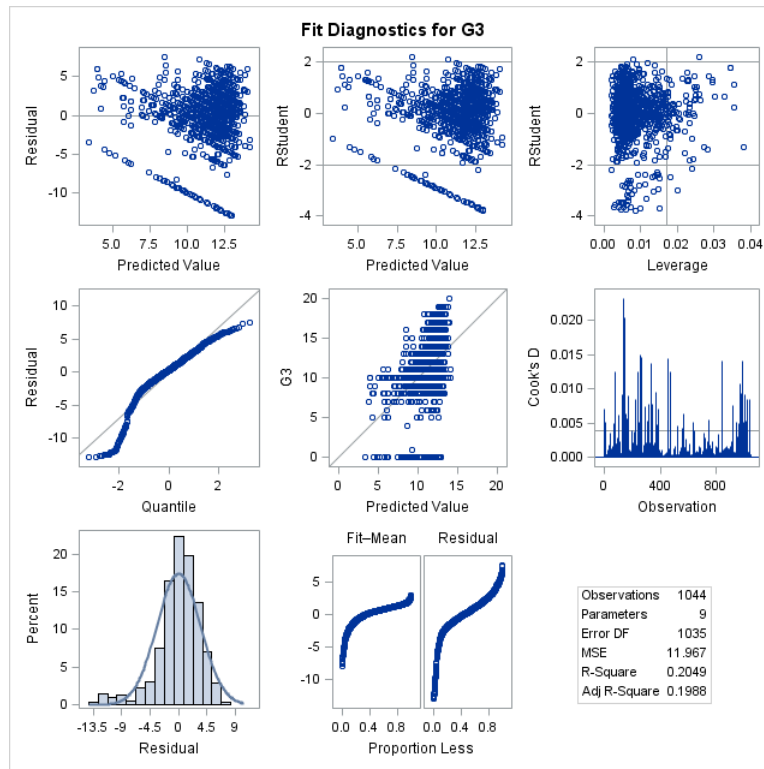 Fit Diagnostics for G3
Residual
5
0
-5
-10
5.0 7.5 10.0 12.5
Predicted Value
RStudent
2
0
-2
-4
5.0 7.5 10.0 12.5
Predicted Value
RStudent
2
0
-2
-4
0.00 0.01 0.02 0.03 0.04
Leverage
Residual
10
5
0
-5
-10
-2 0 2
Quantile
G3
20
15
10
5
0
0 5 10 15 20
Predicted Value
Cook's D
0.020
0.015
0.010
0.005
0.000
0 400 800
Observation
Percent
20
15
10
5
0
-13.5 -9 -4.5 0 4.5 9
Residual
Fit–Mean Residual
5
0
-5
-10
0.0 0.4 0.8 0.0 0.4 0.8
Proportion Less
Observations 1044
Parameters 9
Error DF 1035
MSE 11.967
R-Square 0.2049
Adj R-Square 0.1988